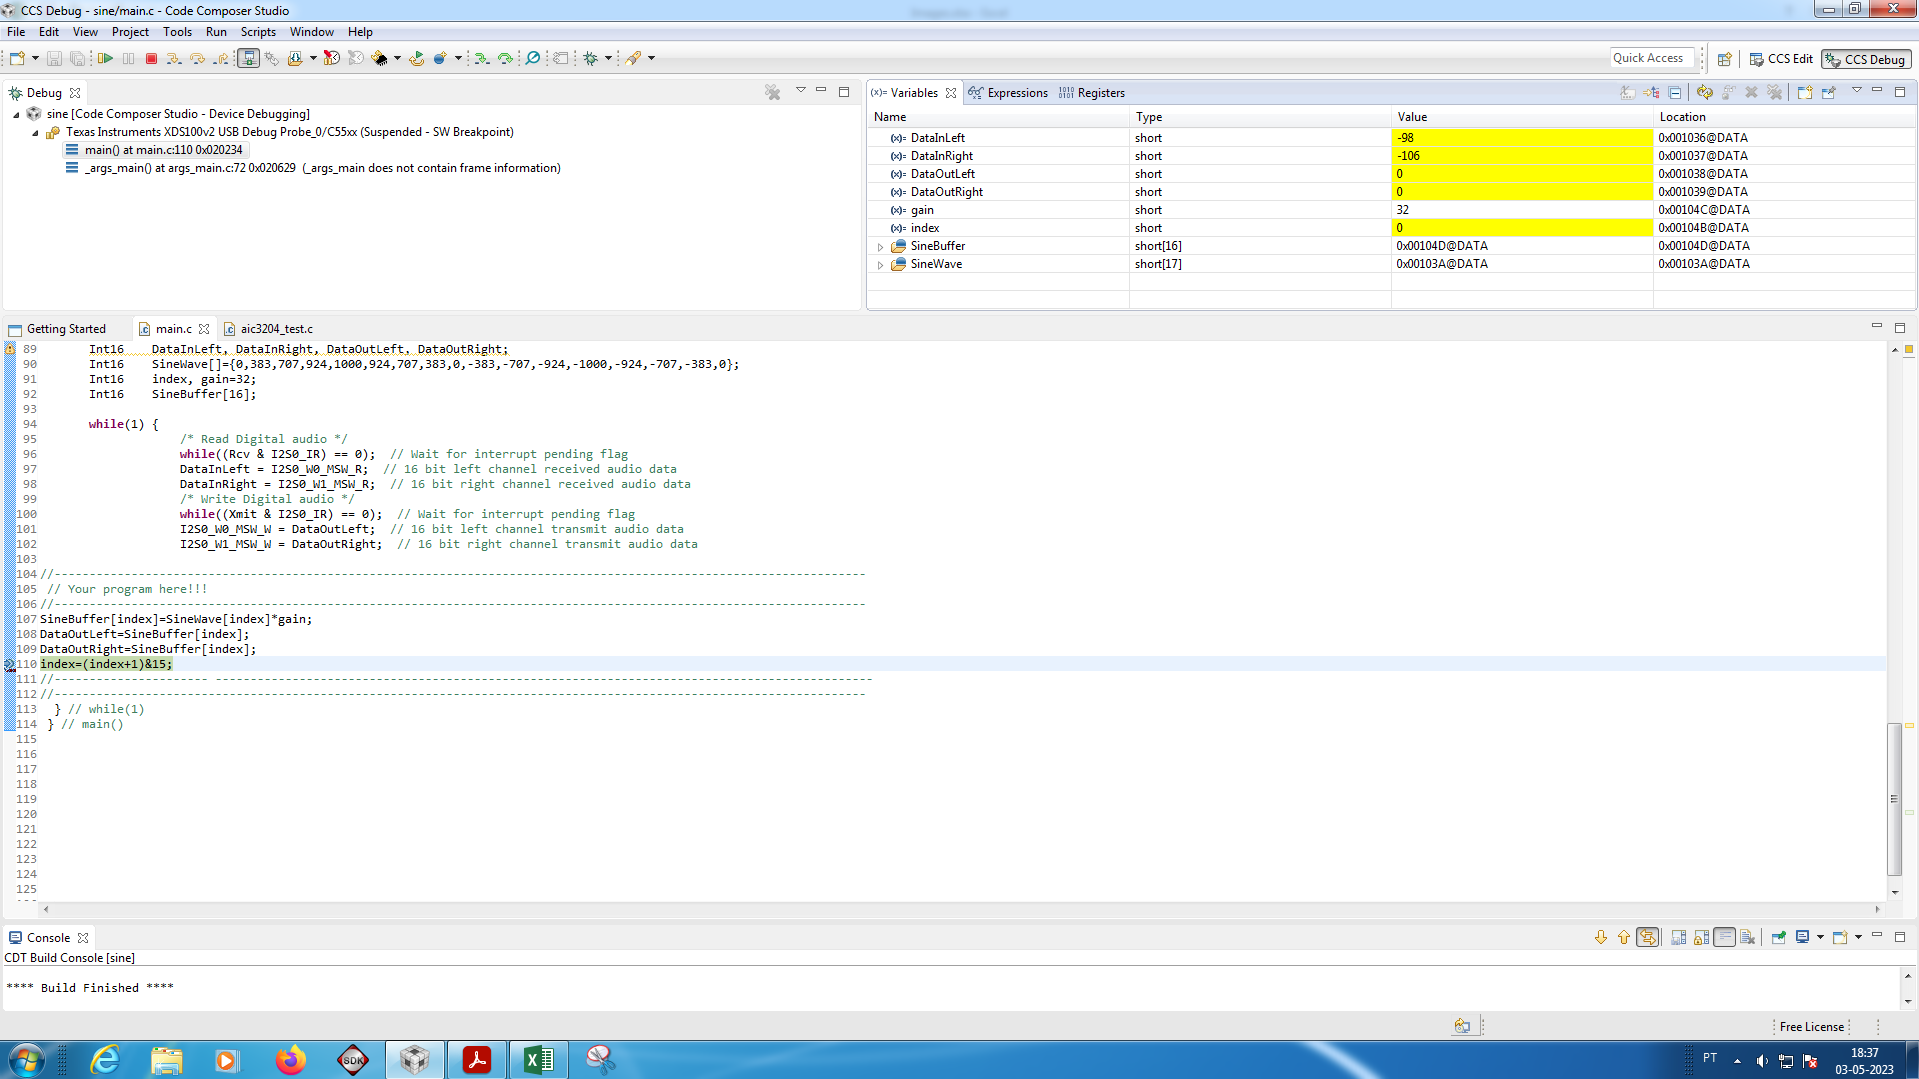 CCS Debug - sine/main.c - Code Composer Studio
File Edit View Project Tools Run Scripts Window Help
Quick Access CCS Edit CCS Debug
Debug
sine [Code Composer Studio - Device Debugging]
Texas Instruments XDS100v2 USB Debug Probe_0/C55xx (Suspended - SW Breakpoint)
main() at main.c:110 0x020234
_args_main() at args_main.c:72 0x020629 (_args_main does not contain frame information)
(x)= Variables Expressions 1010 0101 Registers
Name Type Value Location
(x)= DataInLeft short -98 0x001036@DATA
(x)= DataInRight short -106 0x001037@DATA
(x)= DataOutLeft short 0 0x001038@DATA
(x)= DataOutRight short 0 0x001039@DATA
(x)= gain short 32 0x00104C@DATA
(x)= index short 0 0x00104B@DATA
SineBuffer short[16] 0x00104D@DATA 0x00104D@DATA
SineWave short[17] 0x00103A@DATA 0x00103A@DATA
Getting Started main.c aic3204_test.c
89 Int16 DataInLeft, DataInRight, DataOutLeft, DataOutRight;
90 Int16 SineWave[]={0,383,707,924,1000,924,707,383,0,-383,-707,-924,-1000,-924,-707,-383,0};
91 Int16 index, gain=32;
92 Int16 SineBuffer[16];
93
94 while(1) {
95 /* Read Digital audio */
96 while((Rcv & I2S0_IR) == 0); // Wait for interrupt pending flag
97 DataInLeft = I2S0_W0_MSW_R; // 16 bit left channel received audio data
98 DataInRight = I2S0_W1_MSW_R; // 16 bit right channel received audio data
99 /* Write Digital audio */
100 while((Xmit & I2S0_IR) == 0); // Wait for interrupt pending flag
101 I2S0_W0_MSW_W = DataOutLeft; // 16 bit left channel transmit audio data
102 I2S0_W1_MSW_W = DataOutRight; // 16 bit right channel transmit audio data
103
104 //---------------------------------------------------------------------------------------------------------------------
105 // Your program here!!!
106 //---------------------------------------------------------------------------------------------------------------------
107 SineBuffer[index]=SineWave[index]*gain;
108 DataOutLeft=SineBuffer[index];
109 DataOutRight=SineBuffer[index];
110 index=(index+1)&15;
111 //---------------------- -----------------------------------------------------------------------------------------------
112 //---------------------------------------------------------------------------------------------------------------------
113 } // while(1)
114 } // main()
115
116
117
118
119
120
121
122
123
124
125
Console
CDT Build Console [sine]
**** Build Finished ****
Free License
SDK
PT
18:37
03-05-2023